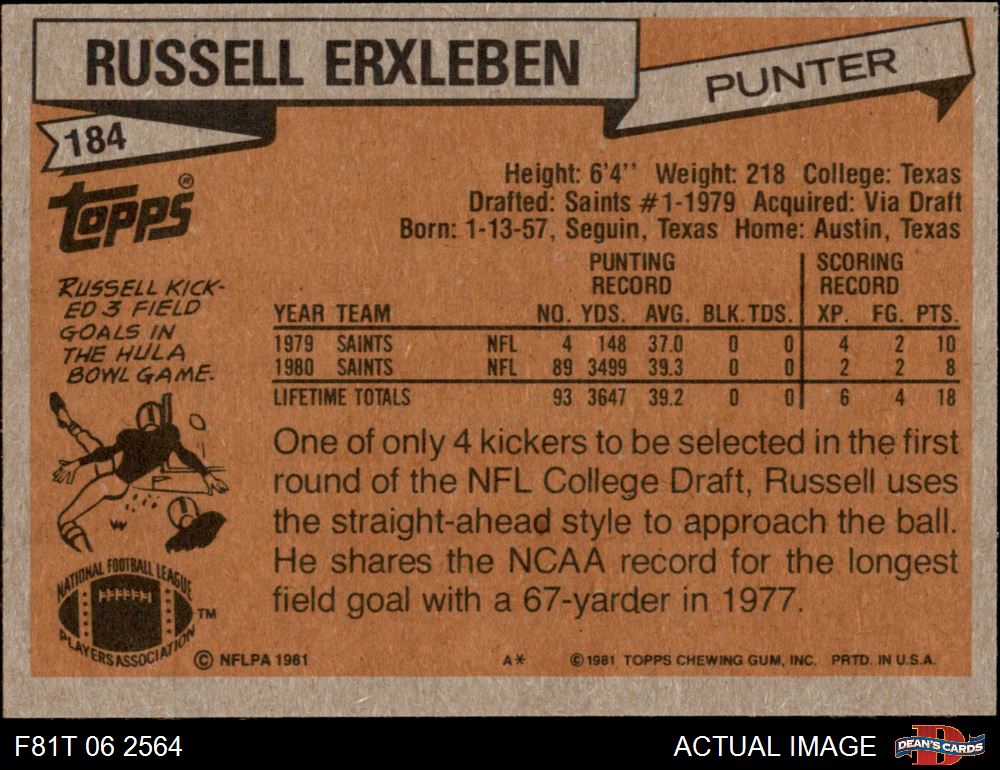 RUSSELL ERXLEBEN
PUNTER
184
TOPPS®
Height: 6'4'' Weight: 218 College: Texas
Drafted: Saints #1-1979 Acquired: Via Draft
Born: 1-13-57, Seguin, Texas Home: Austin, Texas
RUSSELL KICK-
ED 3 FIELD
GOALS IN
THE HULA
BOWL GAME.
PUNTING RECORD SCORING RECORD
YEAR TEAM NO. YDS. AVG. BLK. TDS. XP. FG. PTS.
1979 SAINTS NFL 4 148 37.0 0 0 4 2 10
1980 SAINTS NFL 89 3499 39.3 0 0 2 2 8
LIFETIME TOTALS 93 3647 39.2 0 0 6 4 18
One of only 4 kickers to be selected in the first
round of the NFL College Draft, Russell uses
the straight-ahead style to approach the ball.
He shares the NCAA record for the longest
field goal with a 67-yarder in 1977.
NATIONAL FOOTBALL LEAGUE
PLAYERS ASSOCIATION
TM
© NFLPA 1981
A*
© 1981 TOPPS CHEWING GUM, INC. PRTD. IN U.S.A.
F81T 06 2564
ACTUAL IMAGE
D
DEAN'S CARDS